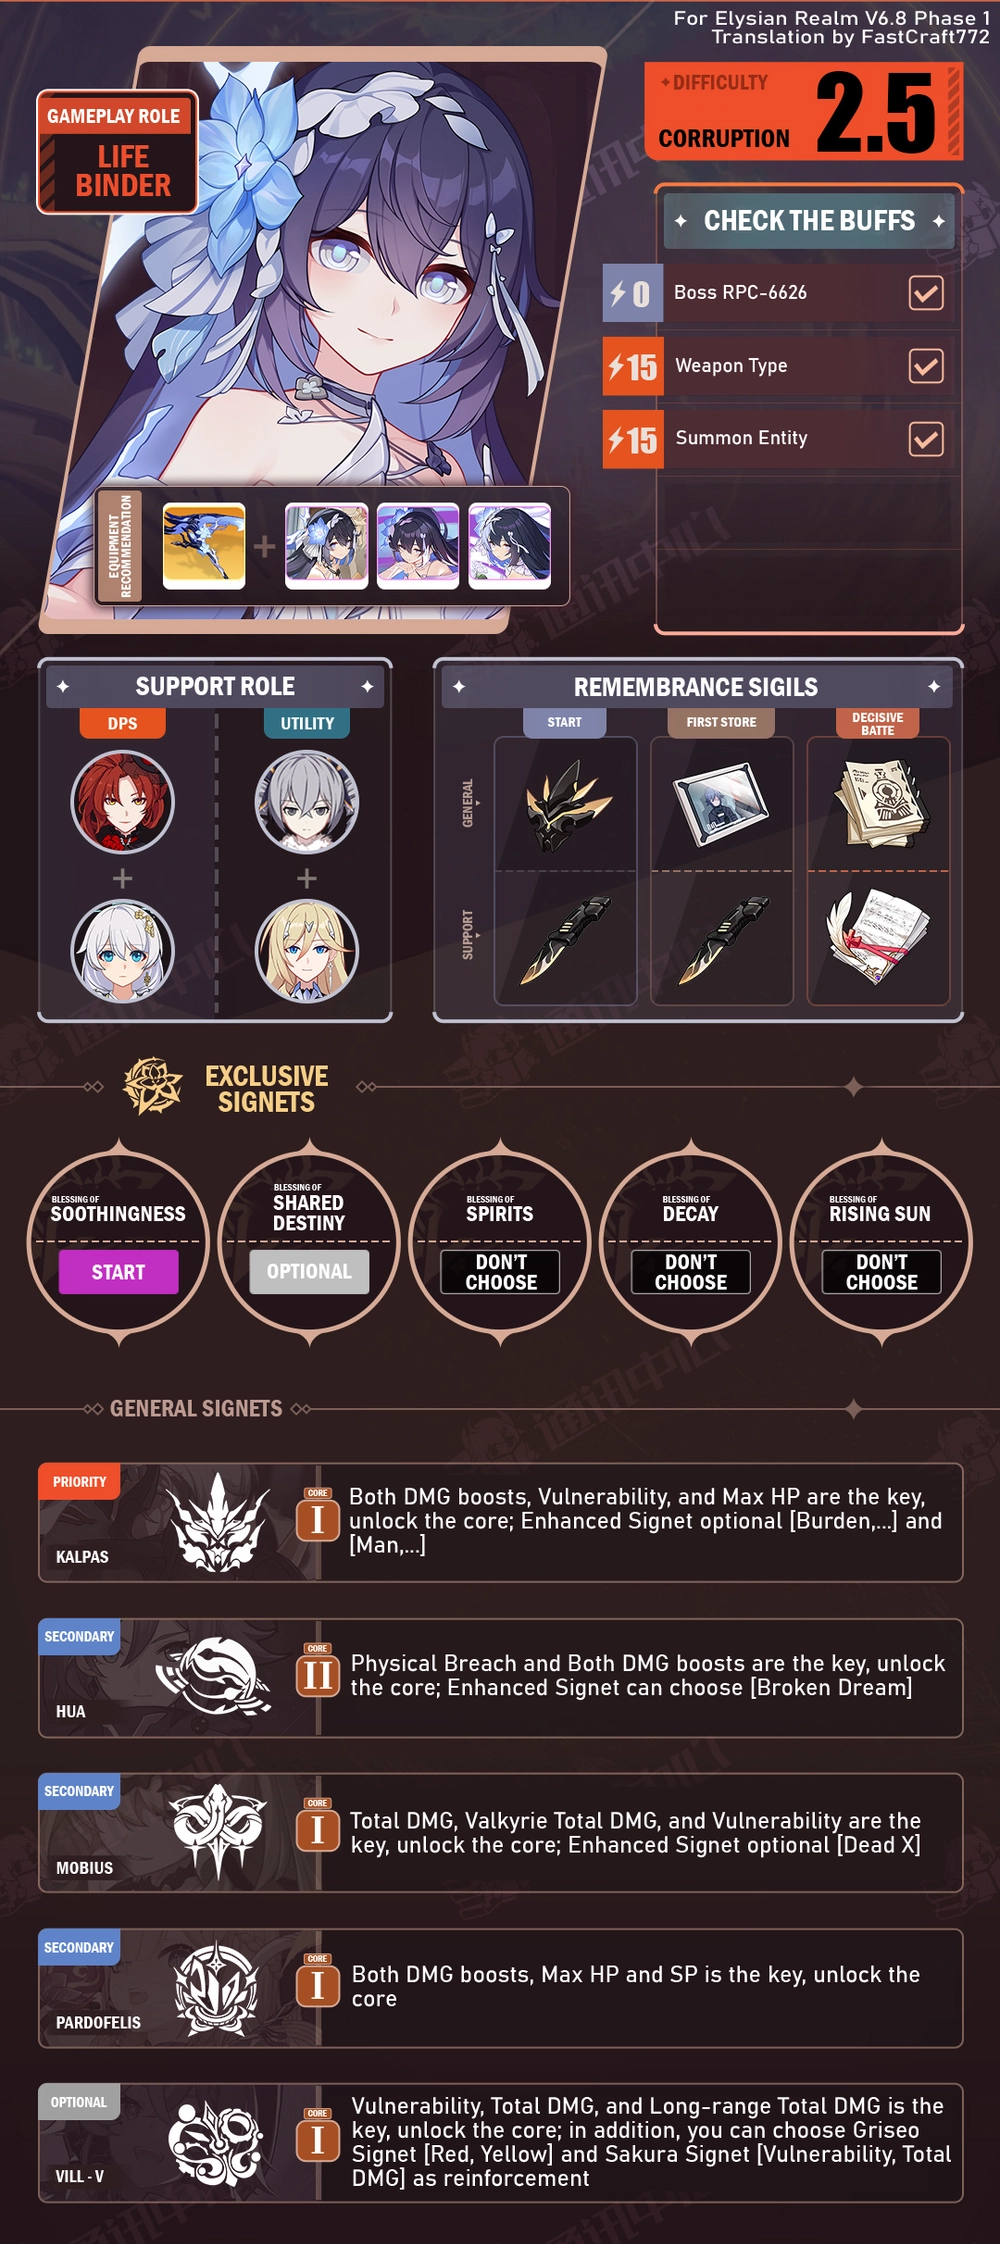 For Elysian Realm V6.8 Phase 1
Translation by FastCraft772
GAMEPLAY ROLE
LIFE
BINDER
DIFFICULTY
CORRUPTION
2.5
CHECK THE BUFFS
0
Boss RPC-6626
15
Weapon Type
15
Summon Entity
EQUIPMENT
RECOMMENDATION
SUPPORT ROLE
DPS
UTILITY
REMEMBRANCE SIGILS
START
FIRST STORE
DECISIVE
BATTE
GENERAL
SUPPORT
EXCLUSIVE
SIGNETS
BLESSING OF
SOOTHINGNESS
START
BLESSING OF
SHARED
DESTINY
OPTIONAL
BLESSING OF
SPIRITS
DON'T
CHOOSE
BLESSING OF
DECAY
DON'T
CHOOSE
BLESSING OF
RISING SUN
DON'T
CHOOSE
GENERAL SIGNETS
PRIORITY
KALPAS
CORE
I
Both DMG boosts, Vulnerability, and Max HP are the key,
unlock the core; Enhanced Signet optional [Burden,...] and
[Man,...]
SECONDARY
HUA
CORE
II
Physical Breach and Both DMG boosts are the key, unlock
the core; Enhanced Signet can choose [Broken Dream]
SECONDARY
MOBIUS
CORE
I
Total DMG, Valkyrie Total DMG, and Vulnerability are the
key, unlock the core; Enhanced Signet optional [Dead X]
SECONDARY
PARDOFELIS
CORE
I
Both DMG boosts, Max HP and SP is the key, unlock the
core
OPTIONAL
VILL - V
CORE
I
Vulnerability, Total DMG, and Long-range Total DMG is the
key, unlock the core; in addition, you can choose Griseo
Signet [Red, Yellow] and Sakura Signet [Vulnerability, Total
DMG] as reinforcement